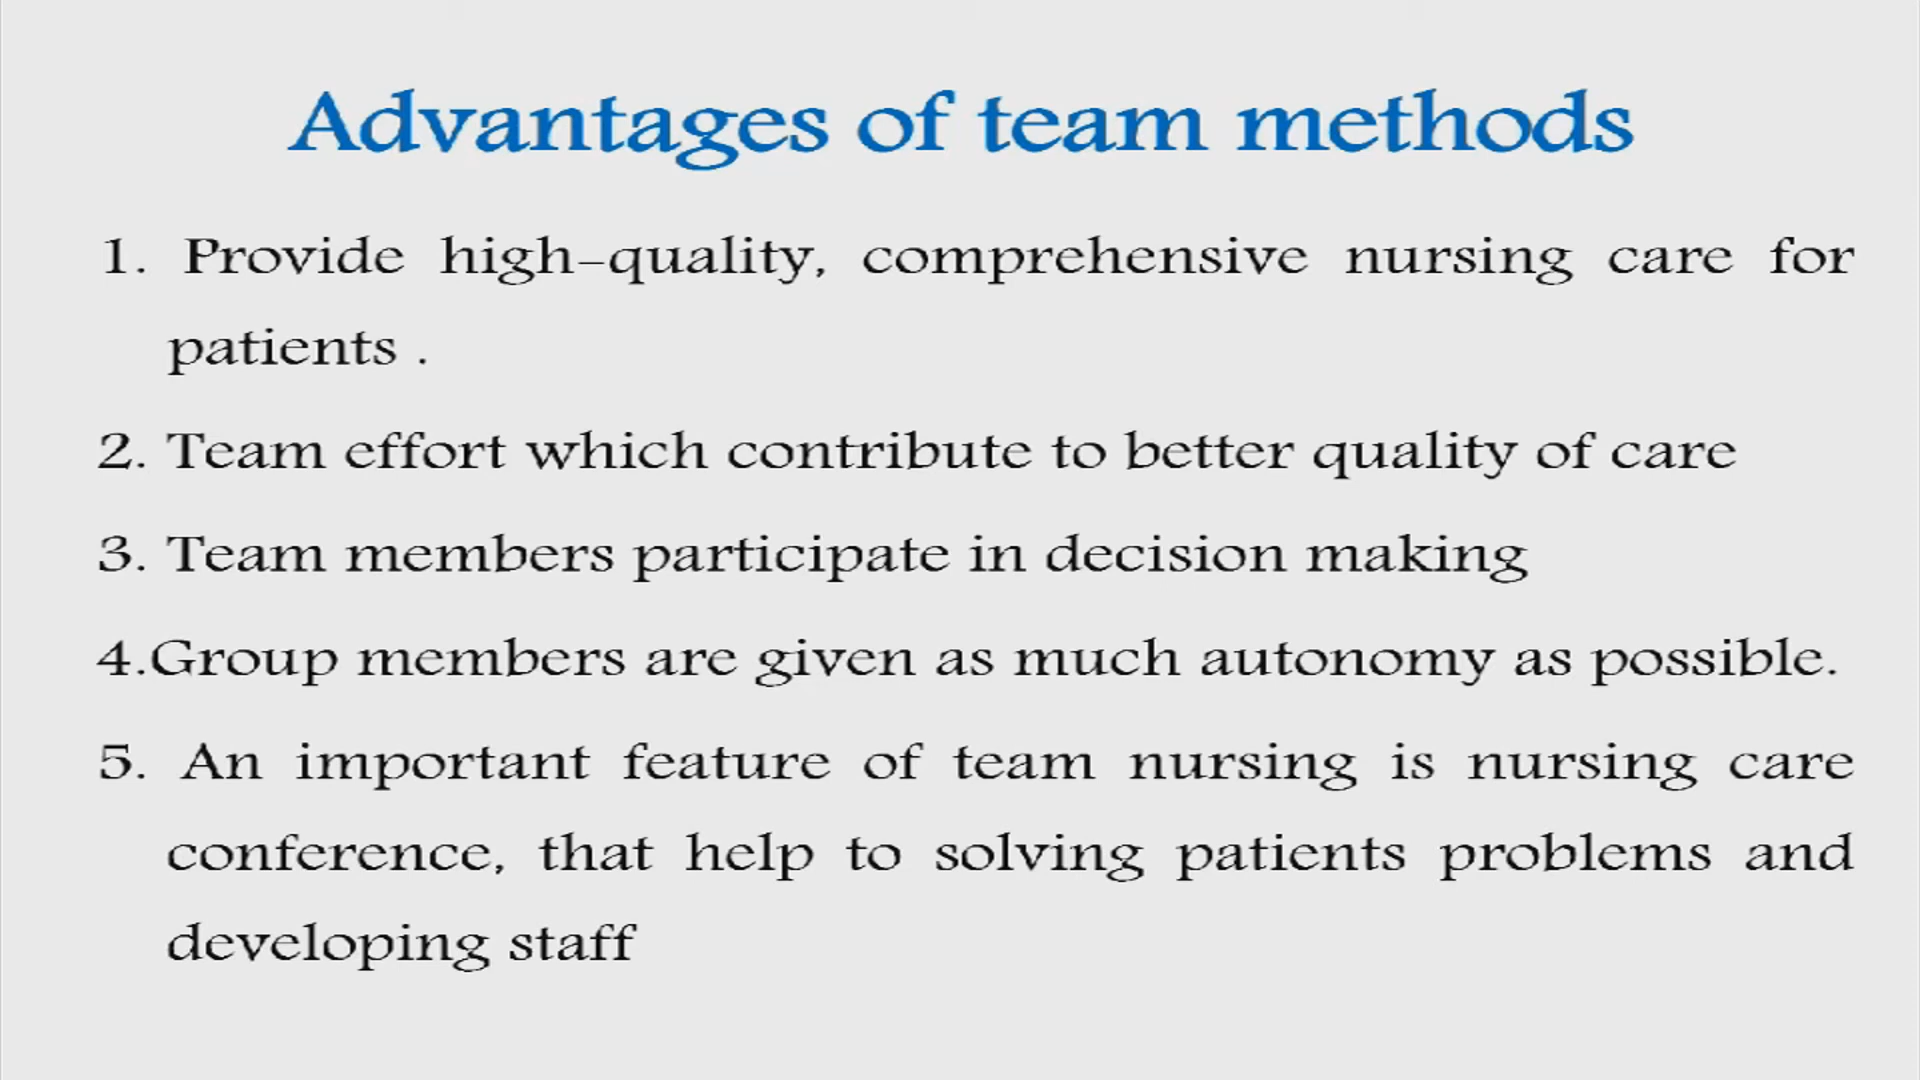 Advantages of team methods
1. Provide high-quality, comprehensive nursing care for
patients .
2. Team effort which contribute to better quality of care
3. Team members participate in decision making
4.Group members are given as much autonomy as possible.
5. An important feature of team nursing is nursing care
conference, that help to solving patients problems and
developing staff